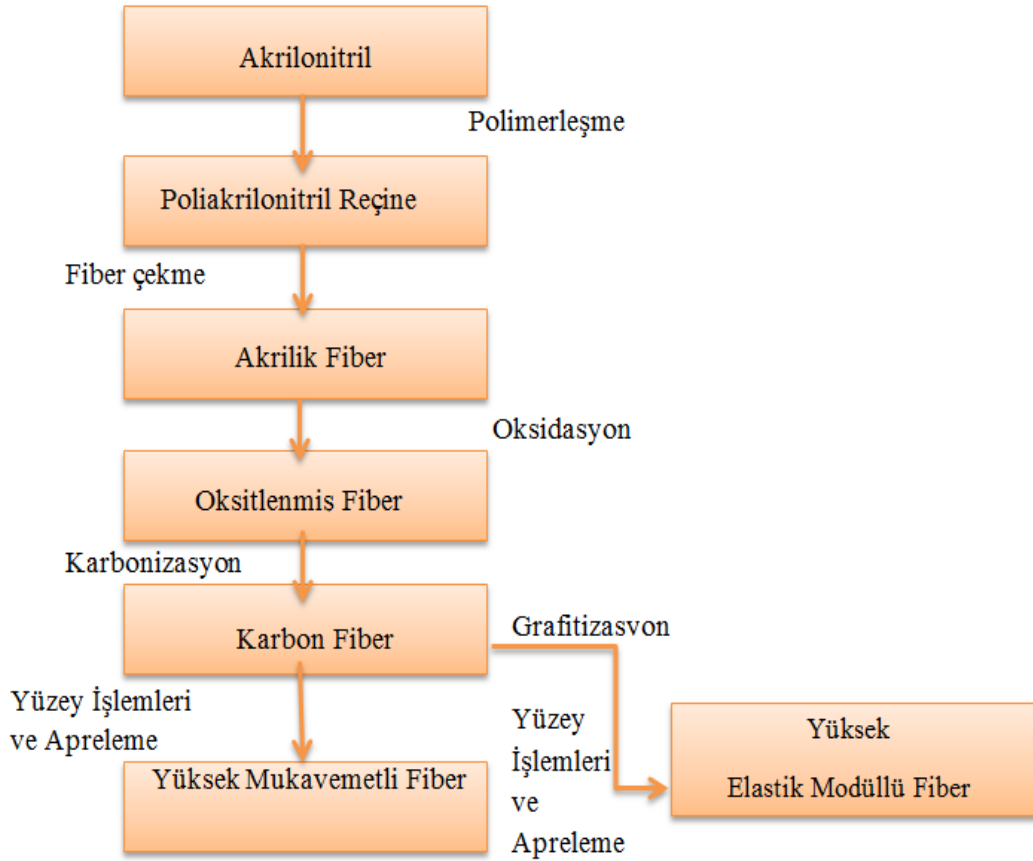 Akrilonitril
Polimerleşme
Poliakrilonitril Reçine
Fiber çekme
Akrilik Fiber
Oksidasyon
Oksitlenmis Fiber
Karbonizasyon
Karbon Fiber
Grafitizasvon
Yüzey İşlemleri
ve Apreleme
Yüksek Mukavemetli Fiber
Yüzey
İşlemleri
ve
Apreleme
Yüksek
Elastik Modüllü Fiber